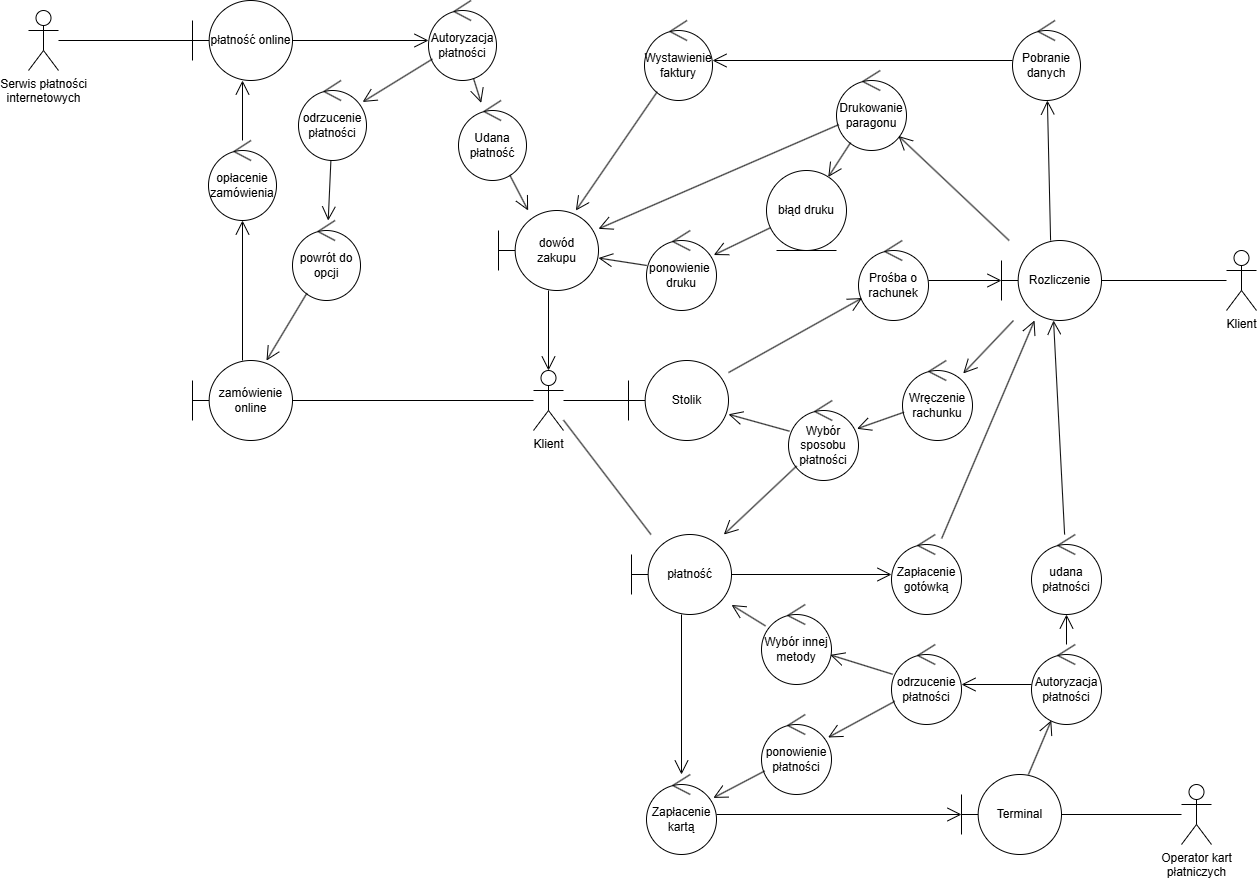 płatność online
Autoryzacja
płatności
Serwis płatności
internetowych
Wystawienie
faktury
Pobranie
danych
odrzucenie
płatności
Drukowanie
paragonu
Udana
płatność
opłacenie
zamówienia
błąd druku
dowód
zakupu
powrót do
opcji
ponowienie
druku
Prośba o
rachunek
Rozliczenie
Klient
zamówienie
online
Klient
Stolik
Wręczenie
rachunku
Wybór
sposobu
płatności
płatność
Zapłacenie
gotówką
udana
płatności
Wybór innej
metody
odrzucenie
płatności
Autoryzacja
płatności
ponowienie
płatności
Zapłacenie
kartą
Terminal
Operator kart
płatniczych